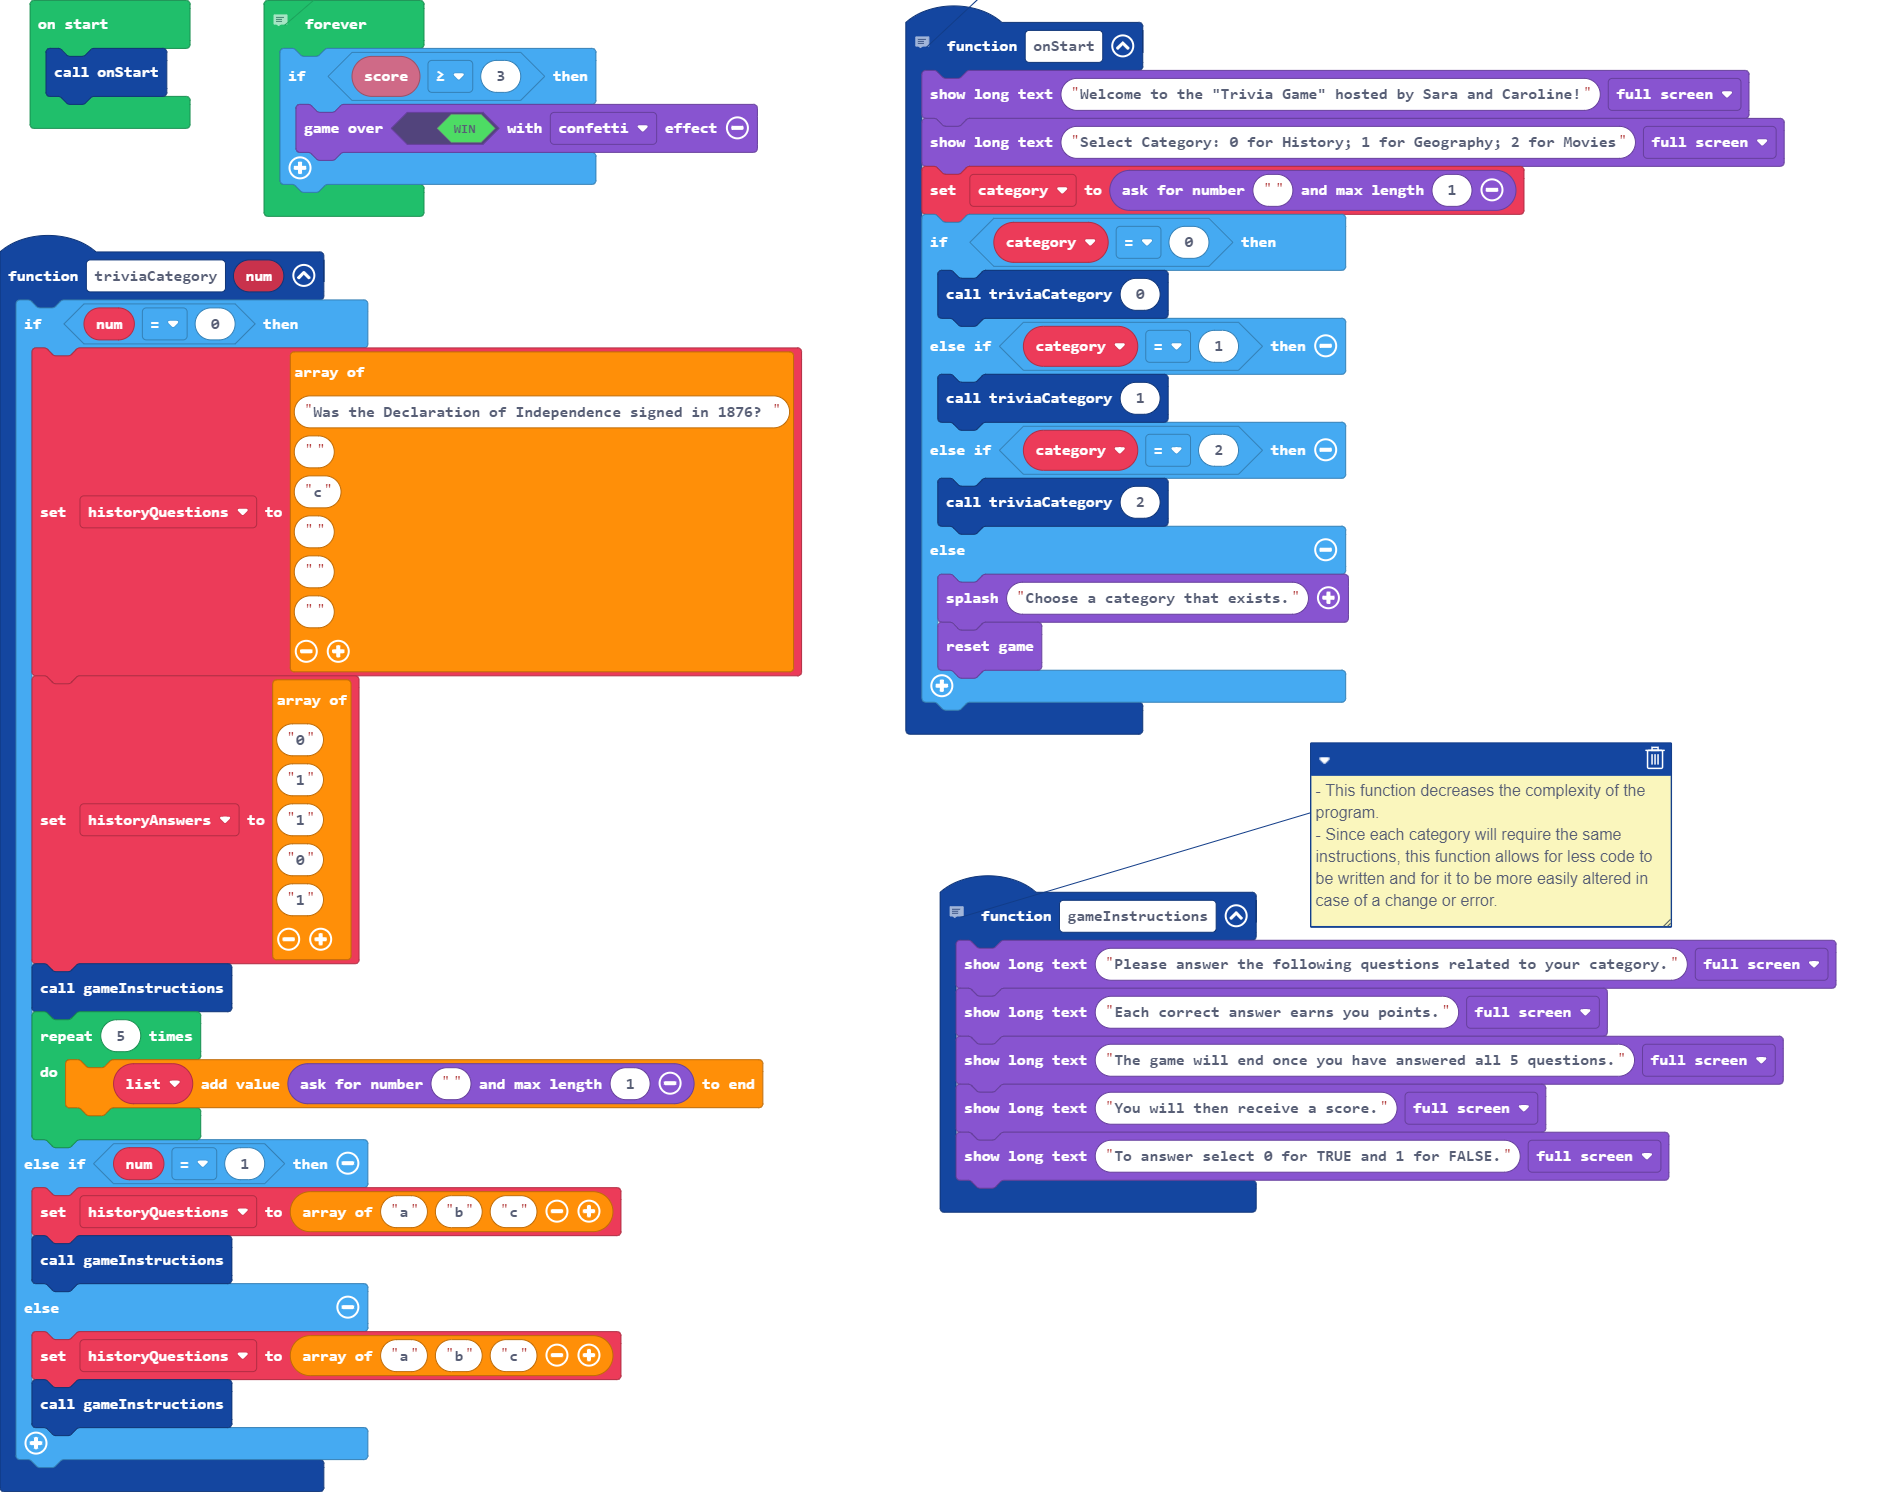 on start
call onStart
forever
if score ≥ 3 then
game over WIN with confetti effect
function triviaCategory num
if num = 0 then
set historyQuestions to
array of
"Was the Declaration of Independence signed in 1876? "
" "
"c"
" "
" "
" "
set historyAnswers to
array of
"0"
"1"
"1"
"0"
"1"
call gameInstructions
repeat 5 times
do
list add value ask for number " " and max length 1 to end
else if num = 1 then
set historyQuestions to array of "a" "b" "c"
call gameInstructions
else
set historyQuestions to array of "a" "b" "c"
call gameInstructions
function onStart
show long text "Welcome to the "Trivia Game" hosted by Sara and Caroline!" full screen
show long text "Select Category: 0 for History; 1 for Geography; 2 for Movies" full screen
set category to ask for number " " and max length 1
if category = 0 then
call triviaCategory 0
else if category = 1 then
call triviaCategory 1
else if category = 2 then
call triviaCategory 2
else
splash "Choose a category that exists."
reset game
- This function decreases the complexity of the
program.
- Since each category will require the same
instructions, this function allows for less code to
be written and for it to be more easily altered in
case of a change or error.
function gameInstructions
show long text "Please answer the following questions related to your category." full screen
show long text "Each correct answer earns you points." full screen
show long text "The game will end once you have answered all 5 questions." full screen
show long text "You will then receive a score." full screen
show long text "To answer select 0 for TRUE and 1 for FALSE." full screen